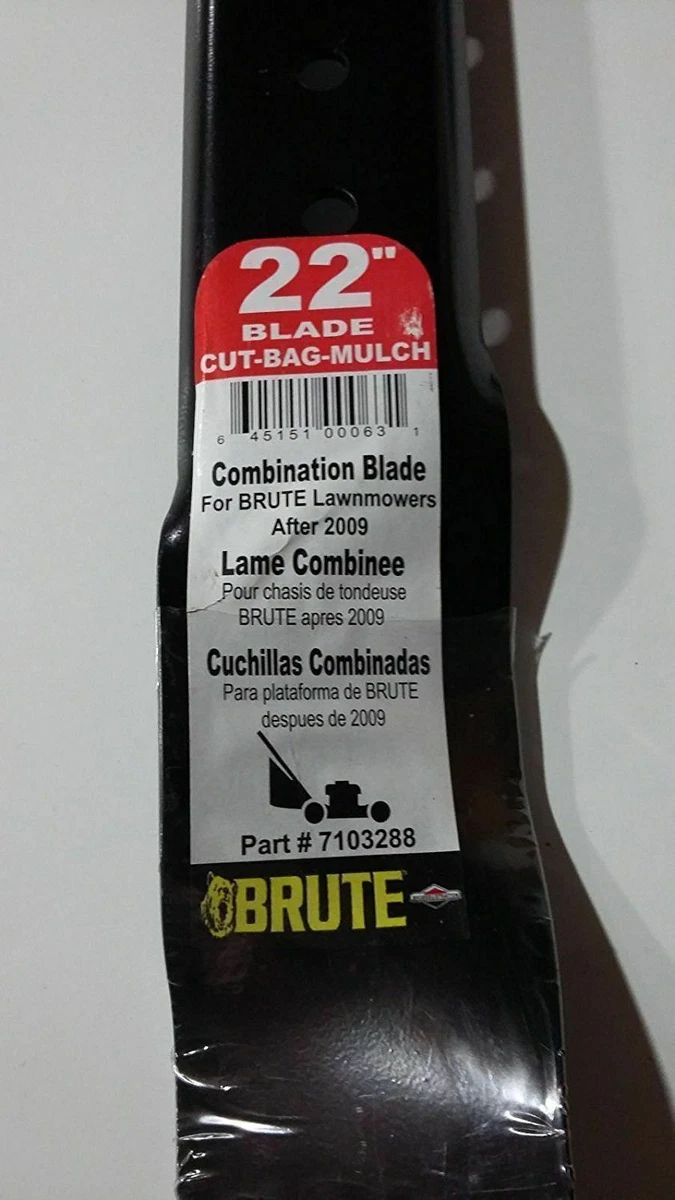 22"
BLADE
CUT-BAG-MULCH
6 45151 00063 1
Combination Blade
For BRUTE Lawnmowers
After 2009
Lame Combinee
Pour chasis de tondeuse
BRUTE apres 2009
Cuchillas Combinadas
Para plataforma de BRUTE
despues de 2009
Part # 7103288
BRUTE